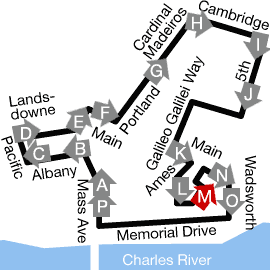 Cambridge
Cardinal
Medeiros
H
I
5th
G
J
Galileo Galilei Way
Lands-
downe
F
E
Portland
D
Main
C
B
K
Main
Pacific
Albany
Ames
N
Wadsworth
A
L
M
O
P
Mass Ave
Memorial Drive
Charles River